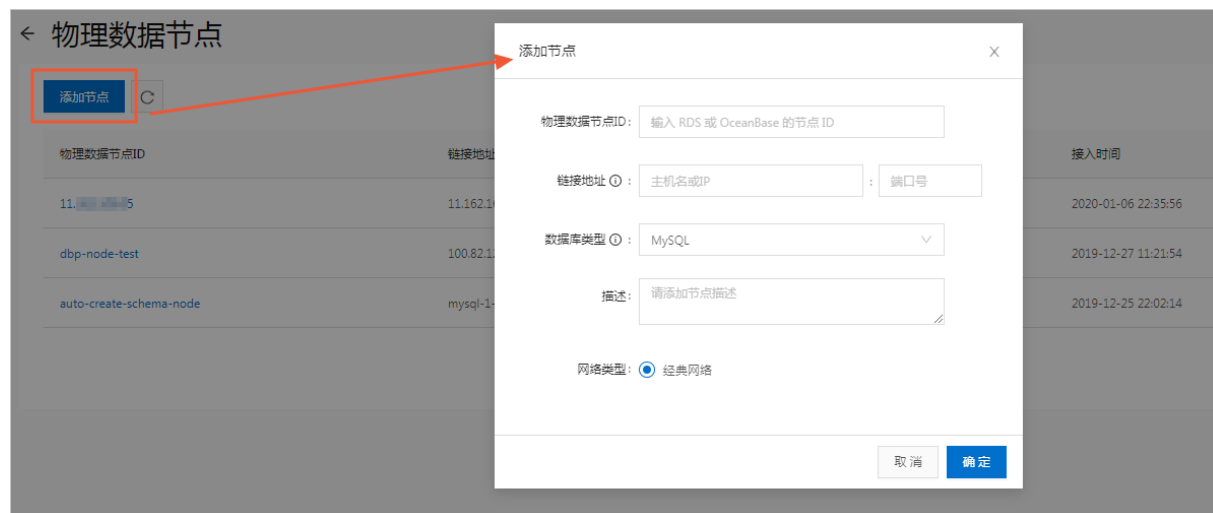 物理数据节点
添加节点
物理数据节点ID 链接地址 接入时间
11. 5 11.162.1 2020-01-06 22:35:56
dbp-node-test 100.82.1 2019-12-27 11:21:54
auto-create-schema-node mysql-1- 2019-12-25 22:02:14
添加节点
物理数据节点ID: 输入 RDS 或 OceanBase 的节点 ID
链接地址 : 主机名或IP : 端口号
数据库类型 : MySQL
描述: 请添加节点描述
网络类型: 经典网络
取 消 确 定